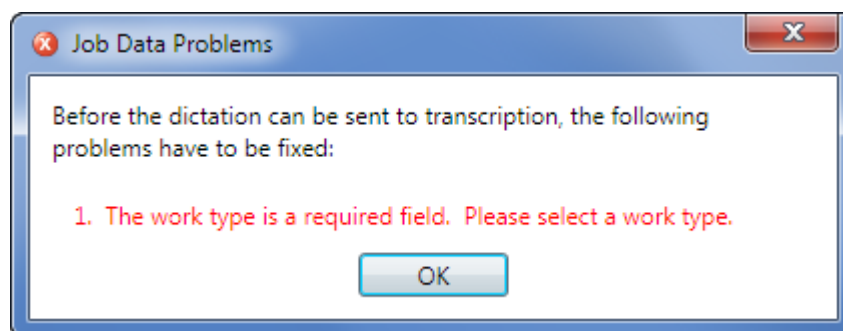 Job Data Problems
Before the dictation can be sent to transcription, the following
problems have to be fixed:
1. The work type is a required field. Please select a work type.
OK